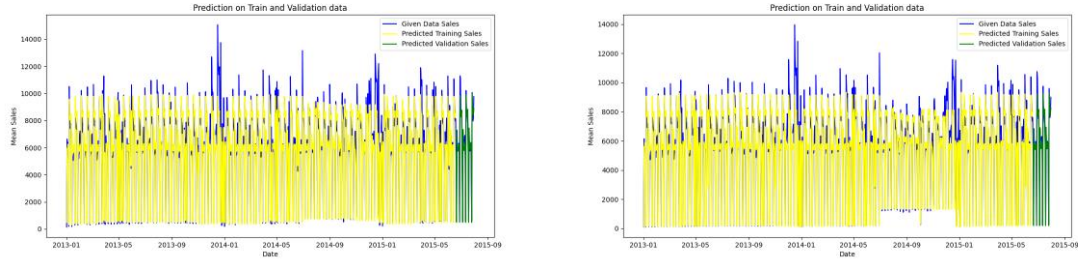 Prediction on Train and Validation data
Given Data Sales
Predicted Training Sales
Predicted Validation Sales
14000
12000
10000
8000
6000
4000
2000
0
Mean Sales
2013-01 2013-05 2013-09 2014-01 2014-05 2014-09 2015-01 2015-05 2015-09
Date
Prediction on Train and Validation data
Given Data Sales
Predicted Training Sales
Predicted Validation Sales
14000
12000
10000
8000
6000
4000
2000
0
Mean Sales
2013-01 2013-05 2013-09 2014-01 2014-05 2014-09 2015-01 2015-05 2015-09
Date